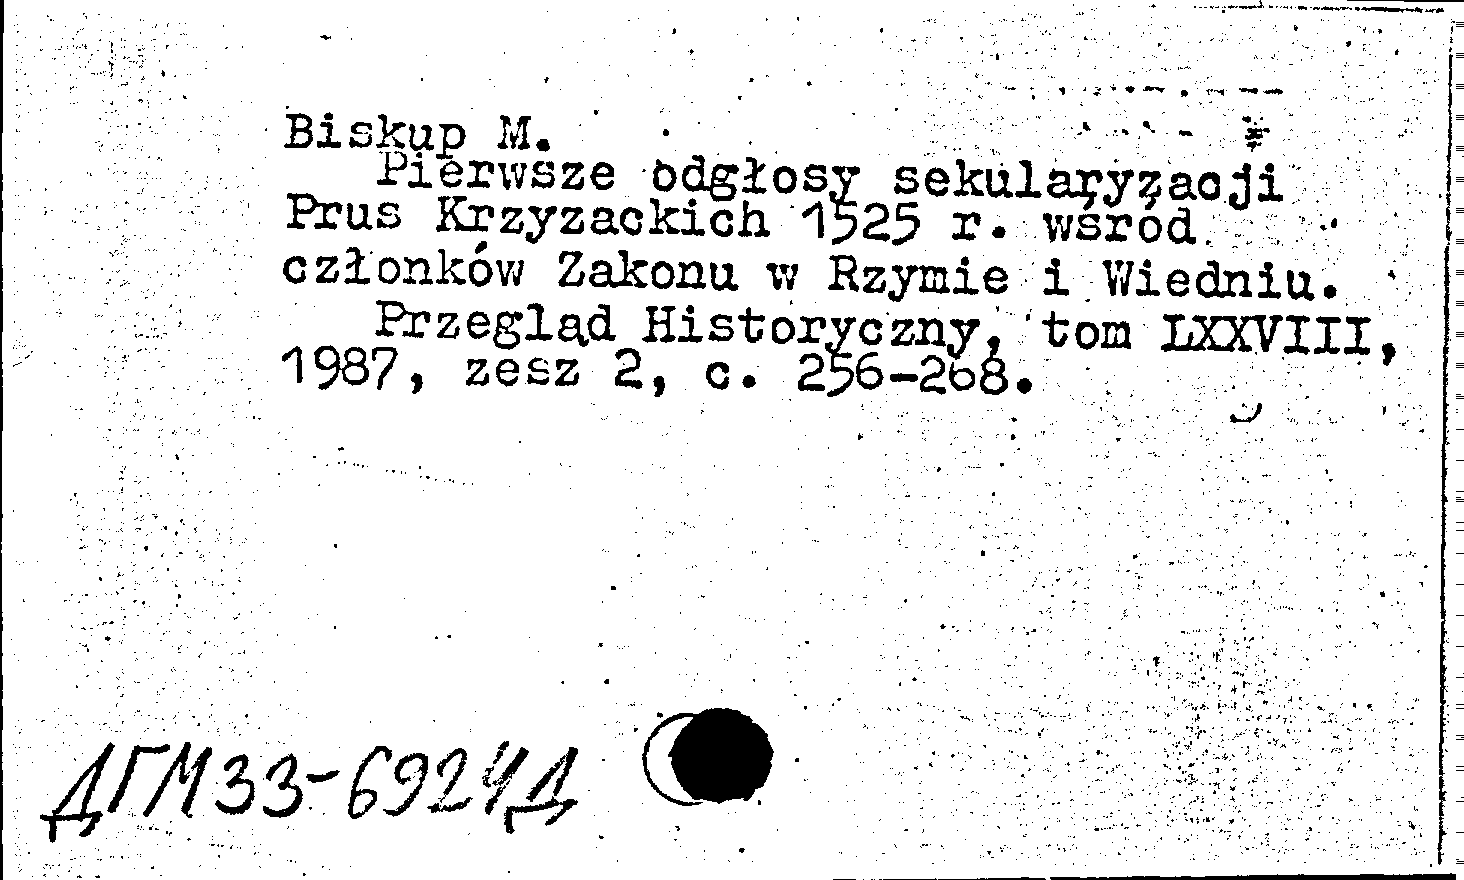 Biskup M.
Pierwsze odgłosy sekularyzacji
Prus Krzyzackich 1525 r. wśród
członków Zakonu w Rzymie i Wiedniu.
Przegląd Historyczny, tom LXXVIII,
1987, zesz 2, c. 256-268.
ДГМ33-6924Д